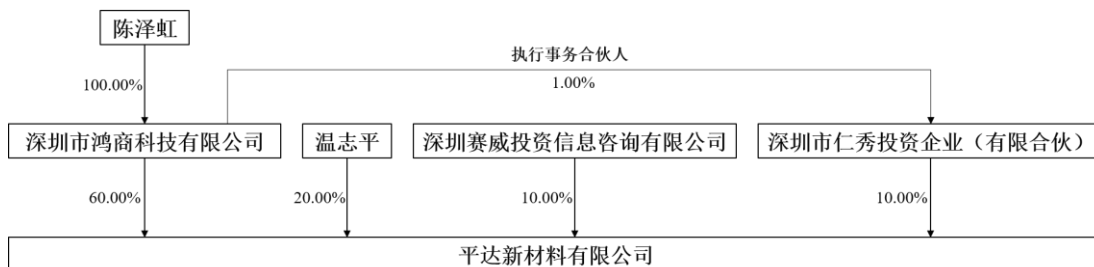 陈泽虹
执行事务合伙人
100.00%
1.00%
深圳市鸿商科技有限公司
温志平
深圳赛威投资信息咨询有限公司
深圳市仁秀投资企业（有限合伙）
60.00%
20.00%
10.00%
10.00%
平达新材料有限公司